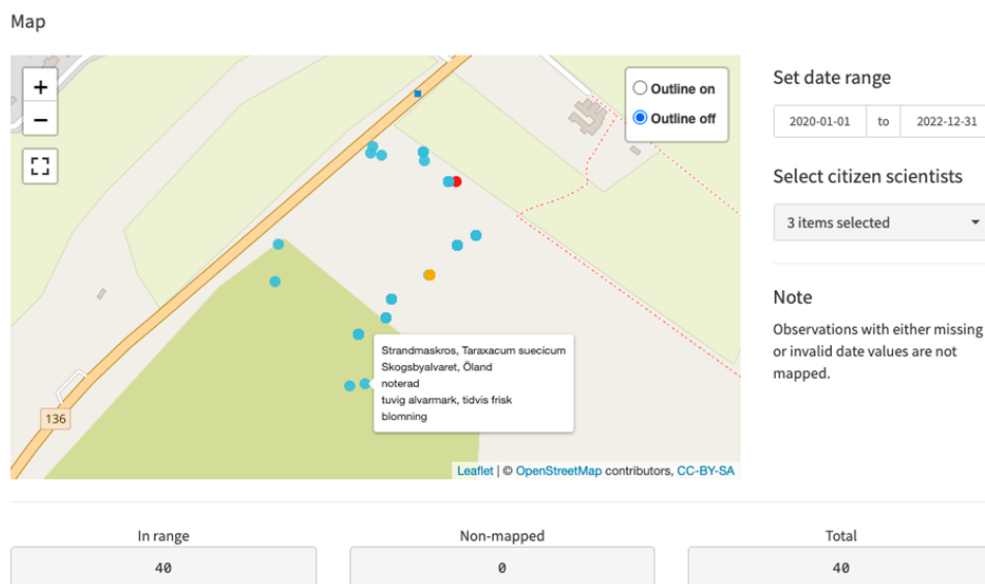 Map
+
−
Outline on
Outline off
136
Strandmaskros, Taraxacum suecicum
Skogsbyalvaret, Öland
noterad
tuvig alvarmark, tidvis frisk
blomning
Leaflet | © OpenStreetMap contributors, CC-BY-SA
Set date range
2020-01-01 to 2022-12-31
Select citizen scientists
3 items selected
Note
Observations with either missing
or invalid date values are not
mapped.
In range
Non-mapped
Total
40
0
40